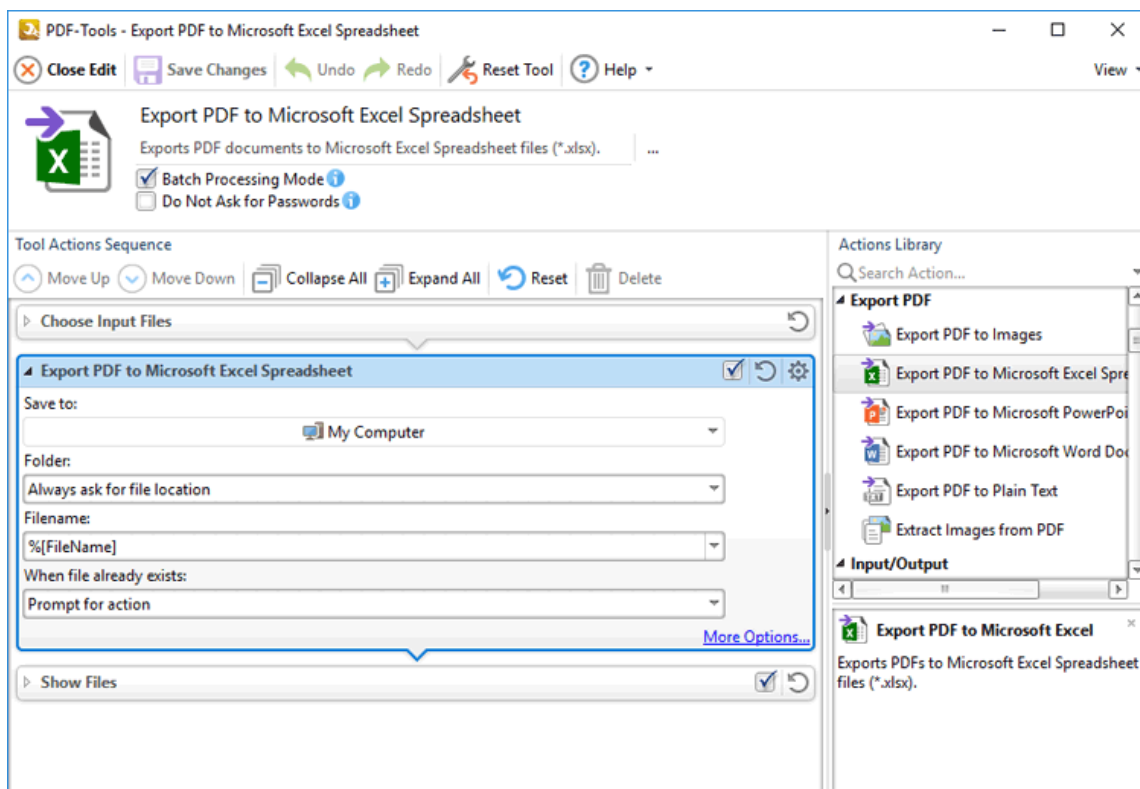 PDF-Tools - Export PDF to Microsoft Excel Spreadsheet
Close Edit Save Changes Undo Redo Reset Tool ? Help View
Export PDF to Microsoft Excel Spreadsheet
Exports PDF documents to Microsoft Excel Spreadsheet files (*.xlsx). ...
Batch Processing Mode i
Do Not Ask for Passwords i
Tool Actions Sequence
Move Up Move Down Collapse All Expand All Reset Delete
Choose Input Files
Export PDF to Microsoft Excel Spreadsheet
Save to:
My Computer
Folder:
Always ask for file location
Filename:
%[FileName]
When file already exists:
Prompt for action
More Options...
Show Files
Actions Library
Search Action...
Export PDF
Export PDF to Images
Export PDF to Microsoft Excel Spre
Export PDF to Microsoft PowerPoi
Export PDF to Microsoft Word Doc
Export PDF to Plain Text
Extract Images from PDF
Input/Output
Export PDF to Microsoft Excel
Exports PDFs to Microsoft Excel Spreadsheet
files (*.xlsx).